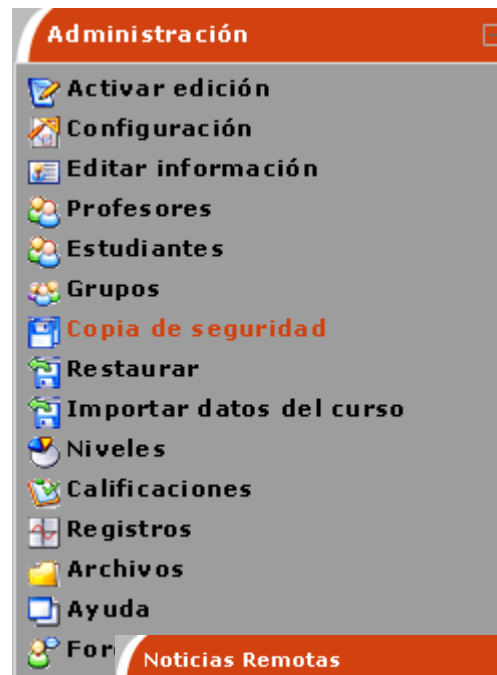 Administración
Activar edición
Configuración
Editar información
Profesores
Estudiantes
Grupos
Copia de seguridad
Restaurar
Importar datos del curso
Niveles
Calificaciones
Registros
Archivos
Ayuda
Noticias Remotas